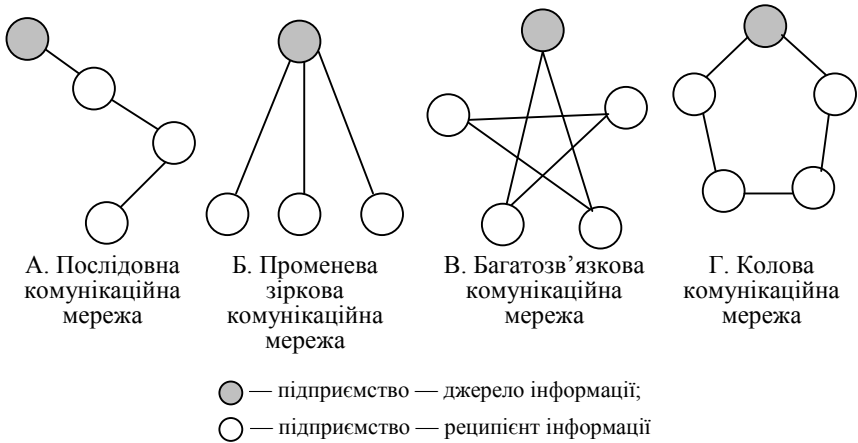 А. Послідовна
комунікаційна
мережа
Б. Променева
зіркова
комунікаційна
мережа
В. Багатозв’язкова
комунікаційна
мережа
Г. Колова
комунікаційна
мережа
— підприємство — джерело інформації;
— підприємство — реципієнт інформації